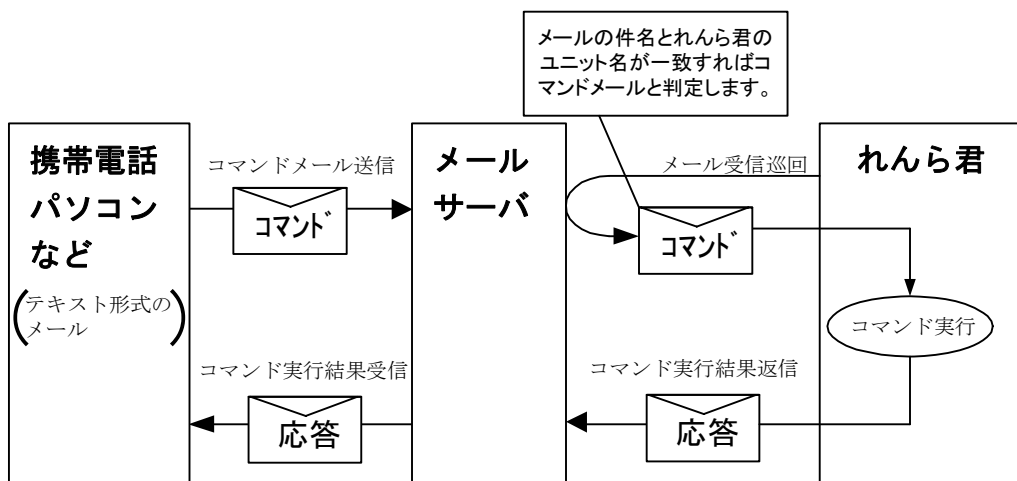 メールの件名とれんら君の
ユニット名が一致すればコ
マンドメールと判定します。
携帯電話
パソコン
など
(テキスト形式の
メール)
コマンドメール送信
コマンド
メール
サーバ
メール受信巡回
コマンド
れんら君
コマンド実行
コマンド実行結果受信
応答
コマンド実行結果返信
応答